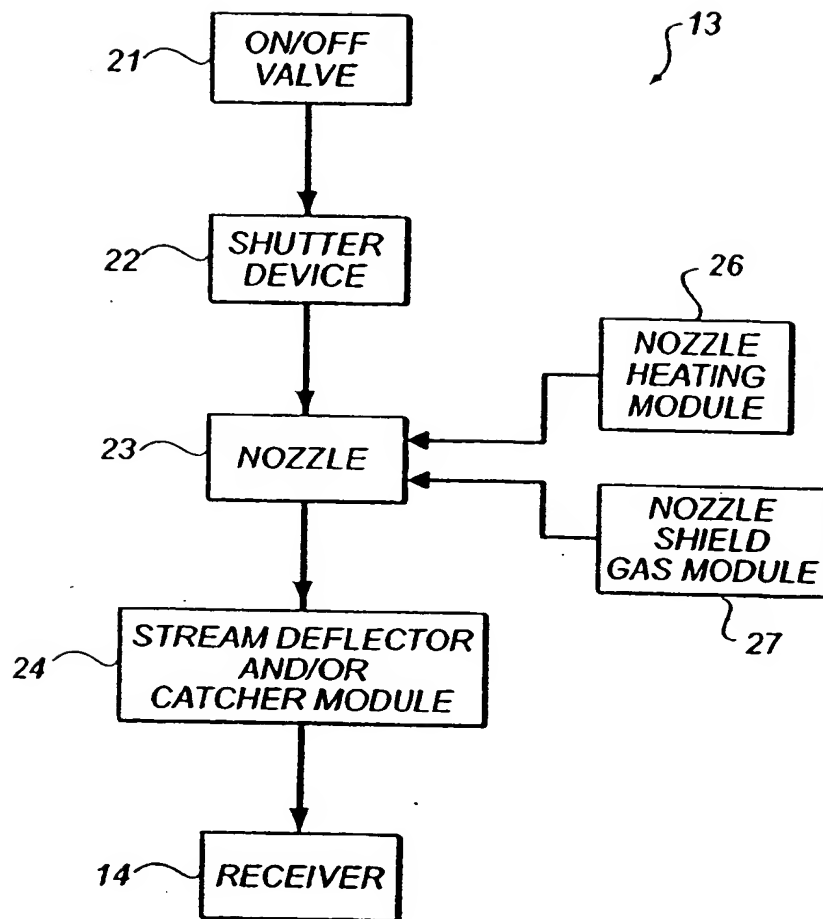 13
21
ON/OFF
VALVE
22
SHUTTER
DEVICE
26
NOZZLE
HEATING
MODULE
23
NOZZLE
NOZZLE
SHIELD
GAS MODULE
27
24
STREAM DEFLECTOR
AND/OR
CATCHER MODULE
14
RECEIVER